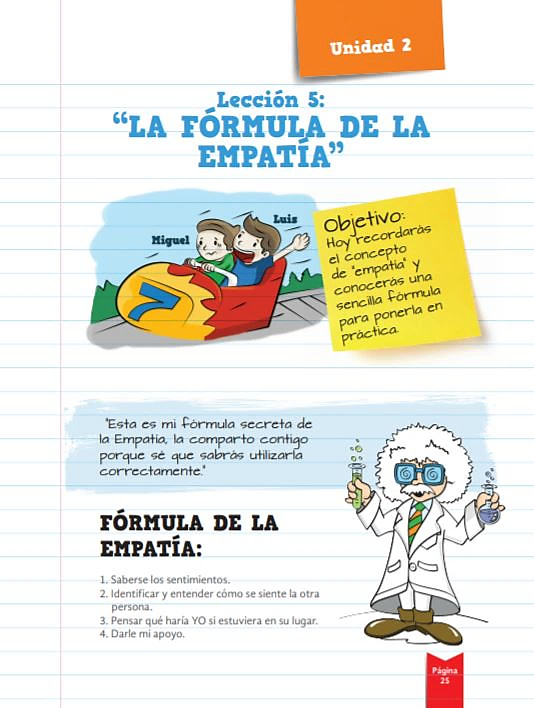 Unidad 2
Lección 5:
“LA FÓRMULA DE LA
EMPATÍA”
Miguel
Luis
Objetivo:
Hoy recordarás
el concepto
de "empatía" y
conocerás una
sencilla fórmula
para ponerla en
práctica.
"Esta es mi fórmula secreta de
la Empatía, la comparto contigo
porque sé que sabrás utilizarla
correctamente."
FÓRMULA DE LA
EMPATÍA:
1. Saberse los sentimientos.
2. Identificar y entender cómo se siente la otra
persona.
3. Pensar qué haría YO si estuviera en su lugar.
4. Darle mi apoyo.
Página
25